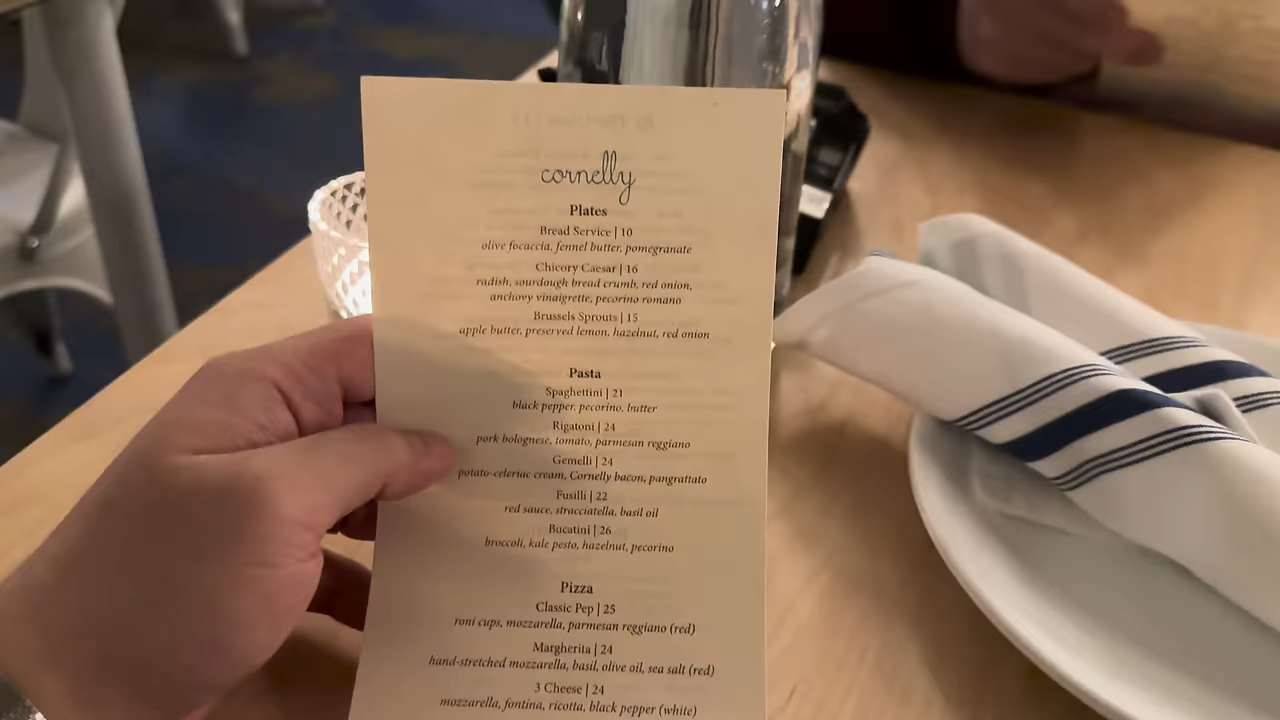 cornelly
Plates
Bread Service | 10
olive focaccia, fennel butter, pomegranate
Chicory Caesar | 16
radish, sourdough bread crumb, red onion,
anchovy vinaigrette, pecorino romano
Brussels Sprouts | 15
apple butter, preserved lemon, hazelnut, red onion
Pasta
Spaghettini | 21
black pepper, pecorino, butter
Rigatoni | 24
pork bolognese, tomato, parmesan reggiano
Gemelli | 24
potato-celeriac cream, Cornelly bacon, pangrattato
Fusilli | 22
red sauce, stracciatella, basil oil
Bucatini | 26
broccoli, kale pesto, hazelnut, pecorino
Pizza
Classic Pep | 25
roni cups, mozzarella, parmesan reggiano (red)
Margherita | 24
hand-stretched mozzarella, basil, olive oil, sea salt (red)
3 Cheese | 24
mozzarella, fontina, ricotta, black pepper (white)